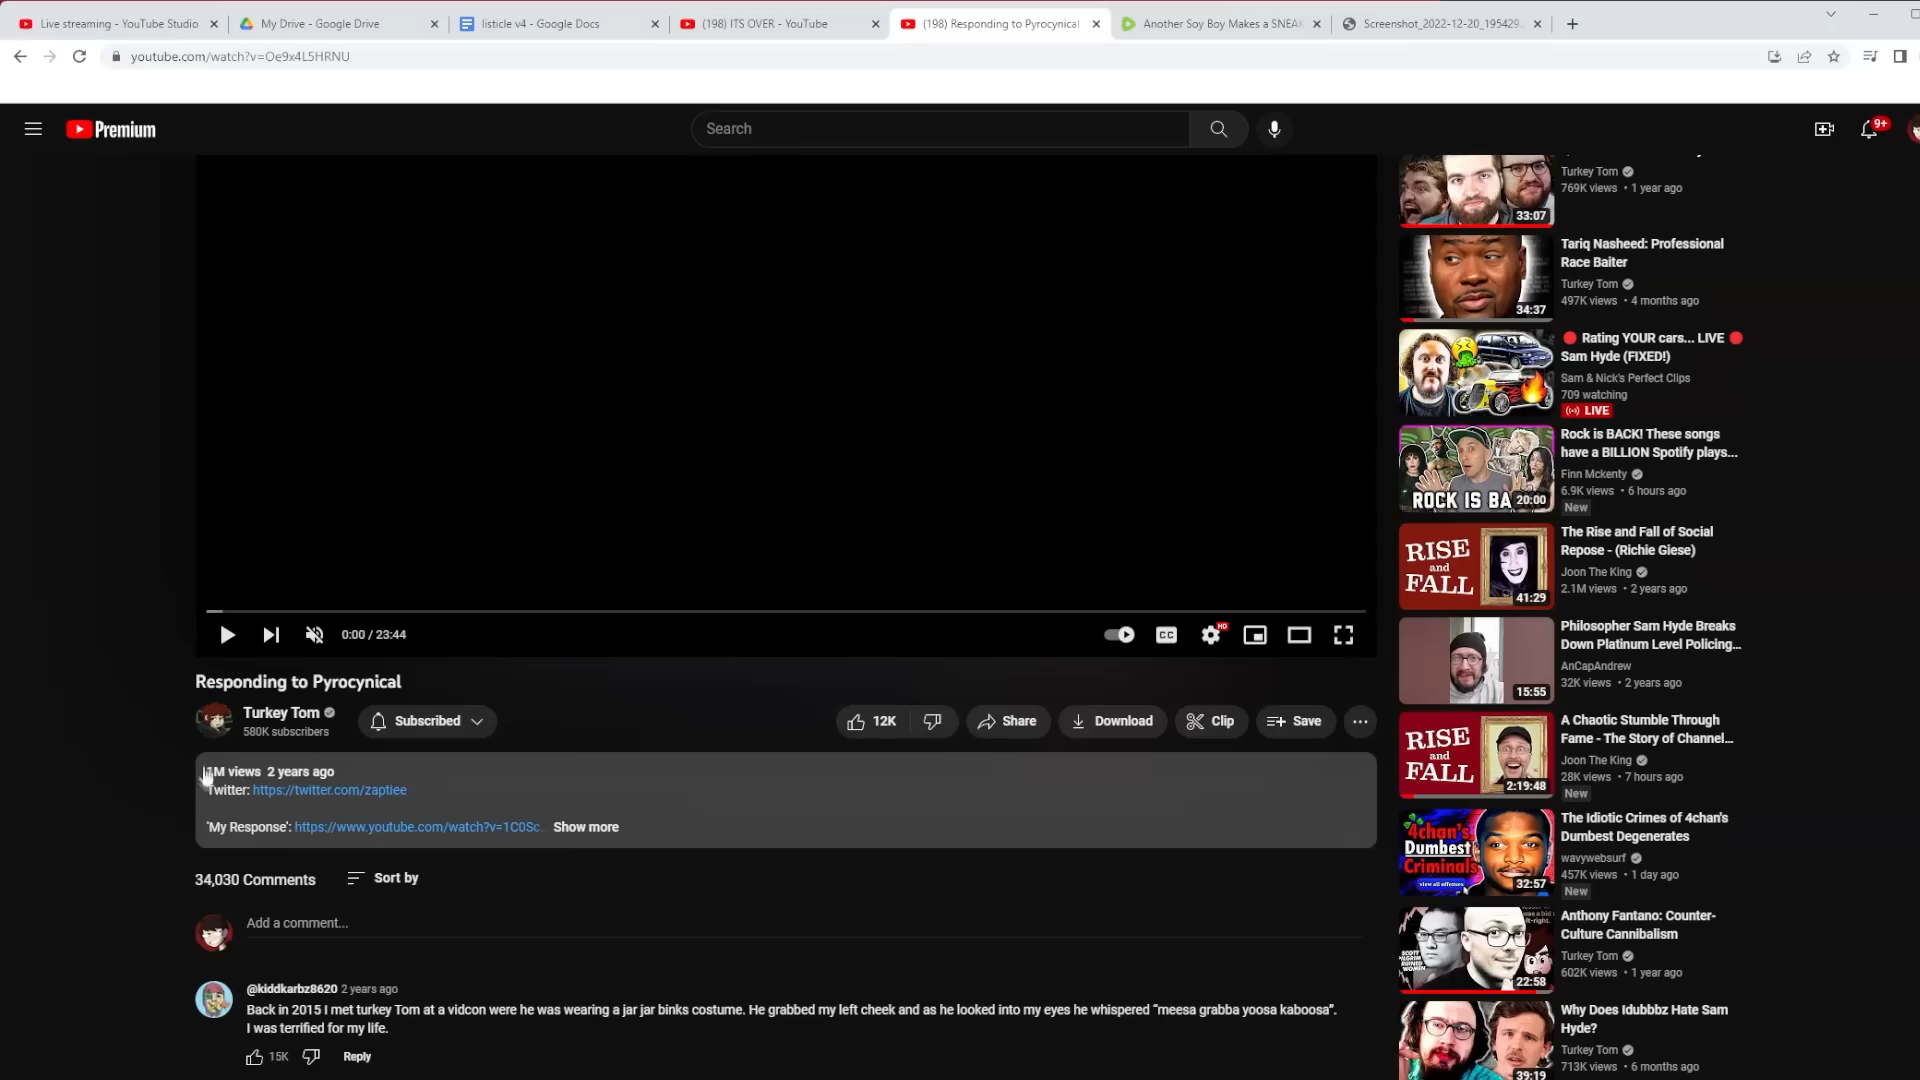 Live streaming - YouTube Studio
My Drive - Google Drive
listicle v4 - Google Docs
(198) ITS OVER - YouTube
(198) Responding to Pyrocynical
Another Soy Boy Makes a SNEA
Screenshot_2022-12-20_195429
youtube.com/watch?v=Oe9x4L5HRNU
Premium
Search
9+
33:07
Turkey Tom
769K views • 1 year ago
34:37
Tariq Nasheed: Professional
Race Baiter
Turkey Tom
497K views • 4 months ago
Rating YOUR cars... LIVE
Sam Hyde (FIXED!)
Sam & Nick's Perfect Clips
709 watching
LIVE
ROCK IS BA
20:00
Rock is BACK! These songs
have a BILLION Spotify plays...
Finn Mckenty
6.9K views • 6 hours ago
New
RISE
and
FALL
41:29
The Rise and Fall of Social
Repose - (Richie Giese)
Joon The King
2.1M views • 2 years ago
15:55
Philosopher Sam Hyde Breaks
Down Platinum Level Policing...
AnCapAndrew
32K views • 2 years ago
RISE
and
FALL
2:19:48
A Chaotic Stumble Through
Fame - The Story of Channel...
Joon The King
28K views • 7 hours ago
New
4chan's
Dumbest
Criminals
view all offenses
32:57
The Idiotic Crimes of 4chan's
Dumbest Degenerates
wavywebsurf
457K views • 1 day ago
New
SCOTT
PILGRIM
RUINED
WOMEN
22:58
Anthony Fantano: Counter-
Culture Cannibalism
Turkey Tom
602K views • 1 year ago
39:19
Why Does Idubbbz Hate Sam
Hyde?
Turkey Tom
713K views • 6 months ago
0:00 / 23:44
CC
HD
Responding to Pyrocynical
Turkey Tom
580K subscribers
Subscribed
12K
Share
Download
Clip
Save
1M views 2 years ago
Twitter: https://twitter.com/zaptiee
'My Response': https://www.youtube.com/watch?v=1C0Sc. Show more
34,030 Comments
Sort by
Add a comment...
@kiddkarbz8620 2 years ago
Back in 2015 I met turkey Tom at a vidcon were he was wearing a jar jar binks costume. He grabbed my left cheek and as he looked into my eyes he whispered “meesa grabba yoosa kaboosa”.
I was terrified for my life.
15K
Reply